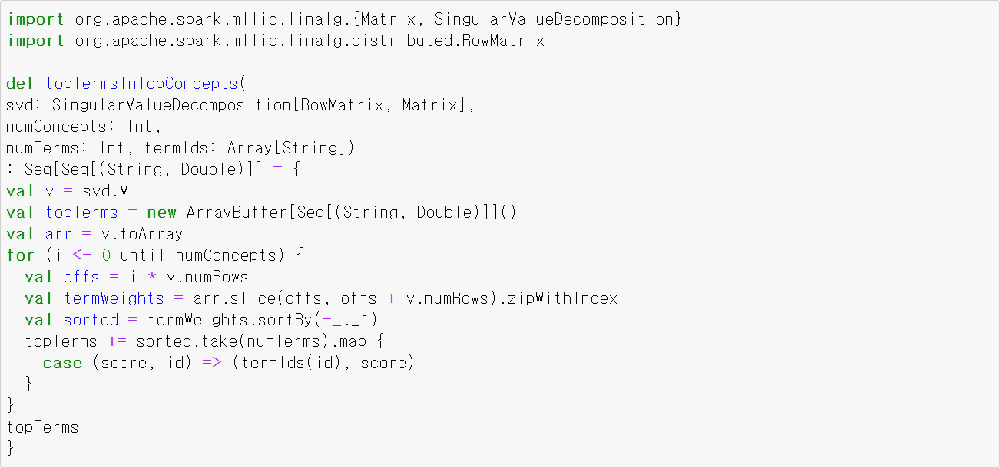 import org.apache.spark.mllib.linalg.{Matrix, SingularValueDecomposition}
import org.apache.spark.mllib.linalg.distributed.RowMatrix

def topTermsInTopConcepts(
svd: SingularValueDecomposition[RowMatrix, Matrix],
numConcepts: Int,
numTerms: Int, termIds: Array[String])
: Seq[Seq[(String, Double)]] = {
val v = svd.V
val topTerms = new ArrayBuffer[Seq[(String, Double)]]()
val arr = v.toArray
for (i <- 0 until numConcepts) {
  val offs = i * v.numRows
  val termWeights = arr.slice(offs, offs + v.numRows).zipWithIndex
  val sorted = termWeights.sortBy(-_._1)
  topTerms += sorted.take(numTerms).map {
    case (score, id) => (termIds(id), score)
  }
}
topTerms
}